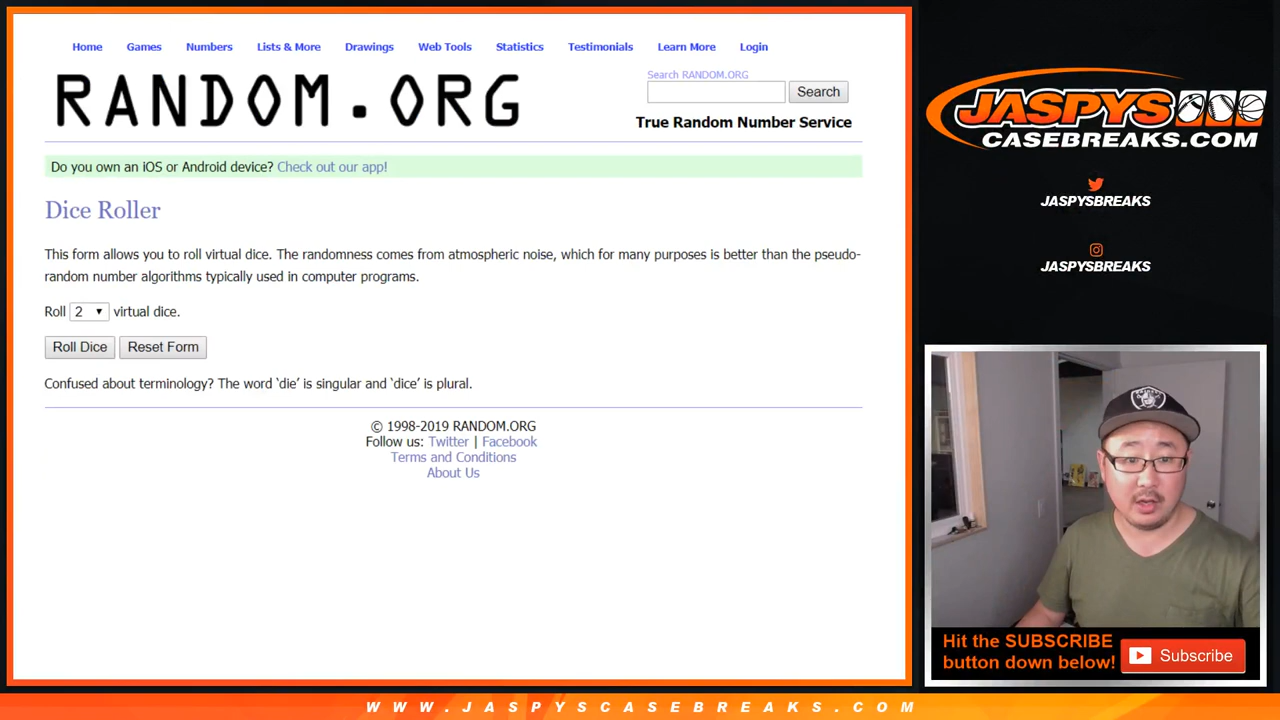 Home Games Numbers Lists & More Drawings Web Tools Statistics Testimonials Learn More Login
RANDOM.ORG
Search RANDOM.ORG
Search
True Random Number Service
Do you own an iOS or Android device? Check out our app!
Dice Roller
This form allows you to roll virtual dice. The randomness comes from atmospheric noise, which for many purposes is better than the pseudo-
random number algorithms typically used in computer programs.
Roll 2 virtual dice.
Roll Dice Reset Form
Confused about terminology? The word ‘die’ is singular and ‘dice’ is plural.
© 1998-2019 RANDOM.ORG
Follow us: Twitter | Facebook
Terms and Conditions
About Us
JASPYS
CASEBREAKS.COM
JASPYSBREAKS
JASPYSBREAKS
RAIDERS
Hit the SUBSCRIBE
button down below!
Subscribe
WWW.JASPYSCASEBREAKS.COM